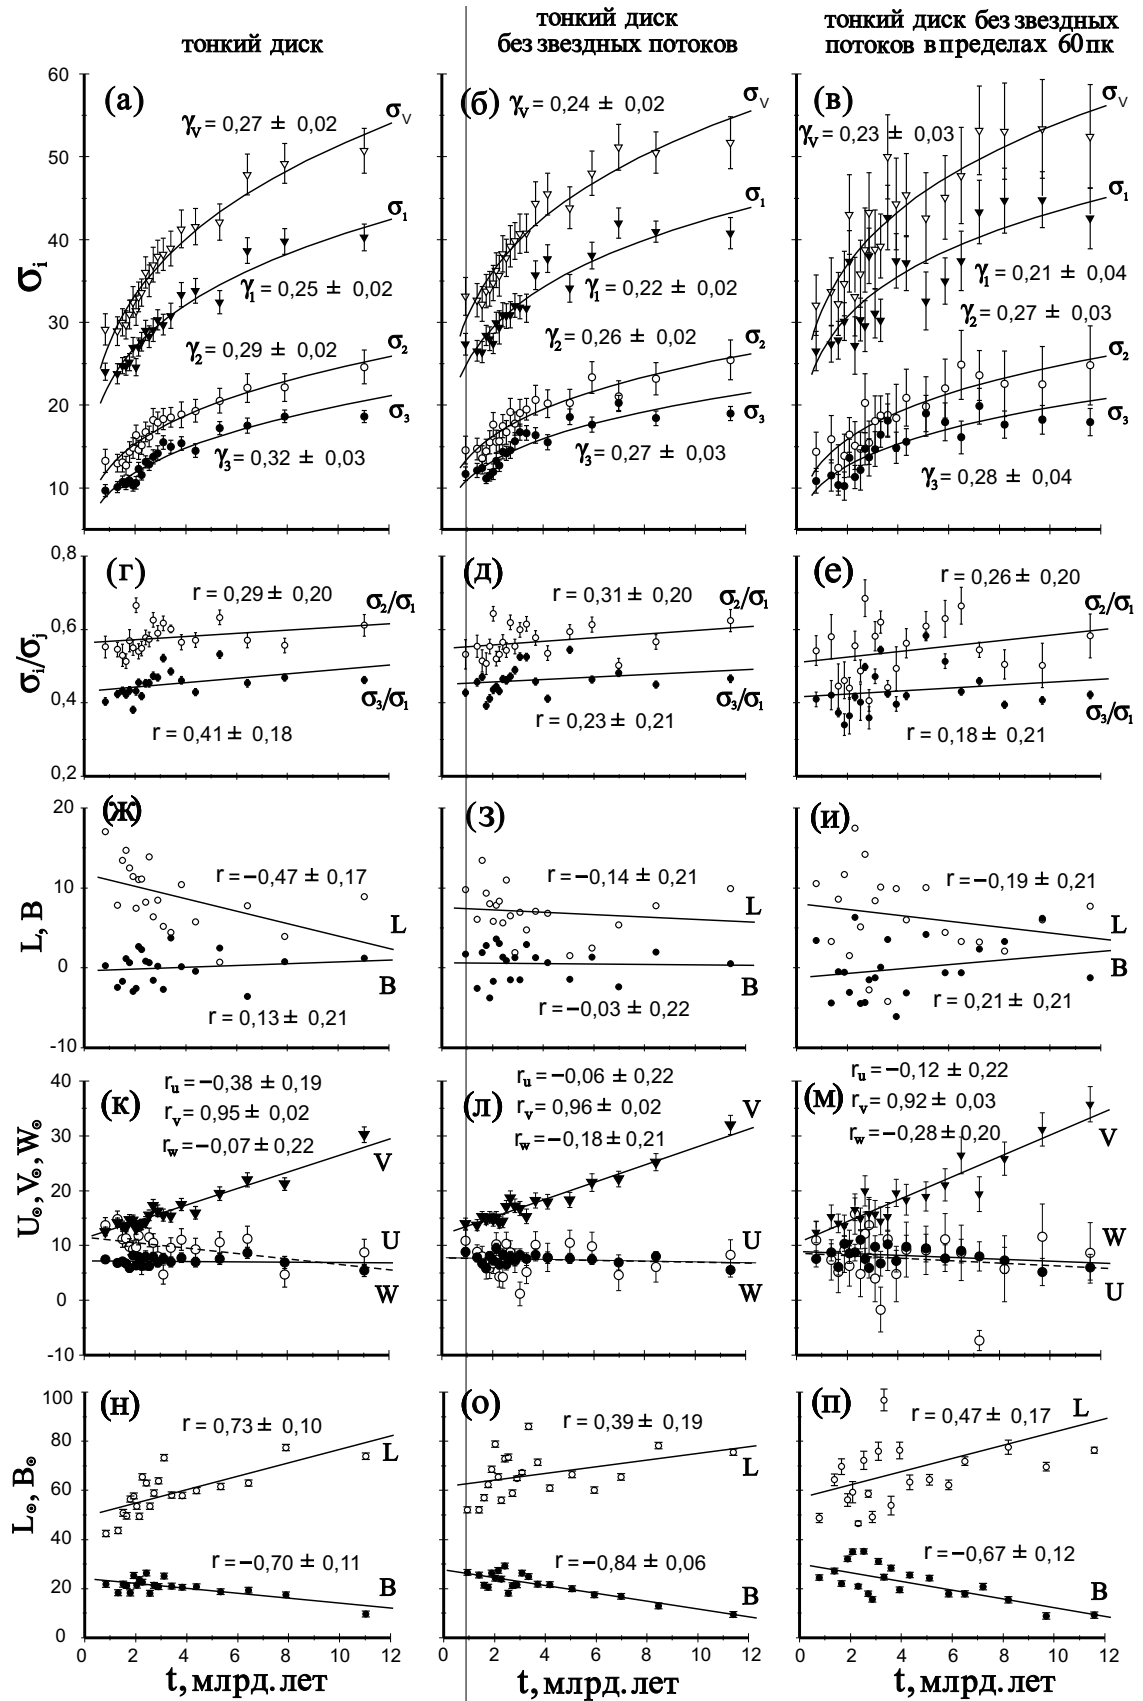 тонкий диск
тонкий диск
без звездных потоков
тонкий диск без звездных
потоков в пределах 60 пк
σi
60
50
40
30
20
10
(а)
γV = 0,27 ± 0,02
σV
σ1
γ1 = 0,25 ± 0,02
γ2 = 0,29 ± 0,02
σ2
σ3
γ3 = 0,32 ± 0,03
(б)
γV = 0,24 ± 0,02
σV
σ1
γ1 = 0,22 ± 0,02
γ2 = 0,26 ± 0,02
σ2
σ3
γ3 = 0,27 ± 0,03
(в)
γV = 0,23 ± 0,03
σV
σ1
γ1 = 0,21 ± 0,04
γ2 = 0,27 ± 0,03
σ2
σ3
γ3 = 0,28 ± 0,04
σi/σj
0,8
0,6
0,4
0,2
(г)
r = 0,29 ± 0,20
σ2/σ1
σ3/σ1
r = 0,41 ± 0,18
(д)
r = 0,31 ± 0,20
σ2/σ1
σ3/σ1
r = 0,23 ± 0,21
(е)
r = 0,26 ± 0,20
σ2/σ1
σ3/σ1
r = 0,18 ± 0,21
L, B
20
10
0
-10
(ж)
r = −0,47 ± 0,17
L
B
r = 0,13 ± 0,21
(з)
r = −0,14 ± 0,21
L
B
r = −0,03 ± 0,22
(и)
r = −0,19 ± 0,21
L
B
r = 0,21 ± 0,21
U⊙, V⊙, W⊙
40
30
20
10
0
-10
(к)
ru = −0,38 ± 0,19
rv = 0,95 ± 0,02
rw = −0,07 ± 0,22
V
U
W
(л)
ru = −0,06 ± 0,22
rv = 0,96 ± 0,02
rw = −0,18 ± 0,21
V
U
W
(м)
ru = −0,12 ± 0,22
rv = 0,92 ± 0,03
rw = −0,28 ± 0,20
V
W
U
L⊙, B⊙
100
80
60
40
20
0
(н)
r = 0,73 ± 0,10
L
r = −0,70 ± 0,11
B
(о)
r = 0,39 ± 0,19
L
r = −0,84 ± 0,06
B
(п)
r = 0,47 ± 0,17
L
r = −0,67 ± 0,12
B
0 2 4 6 8 10 12
0 2 4 6 8 10 12
0 2 4 6 8 10 12
t, млрд. лет
t, млрд. лет
t, млрд. лет